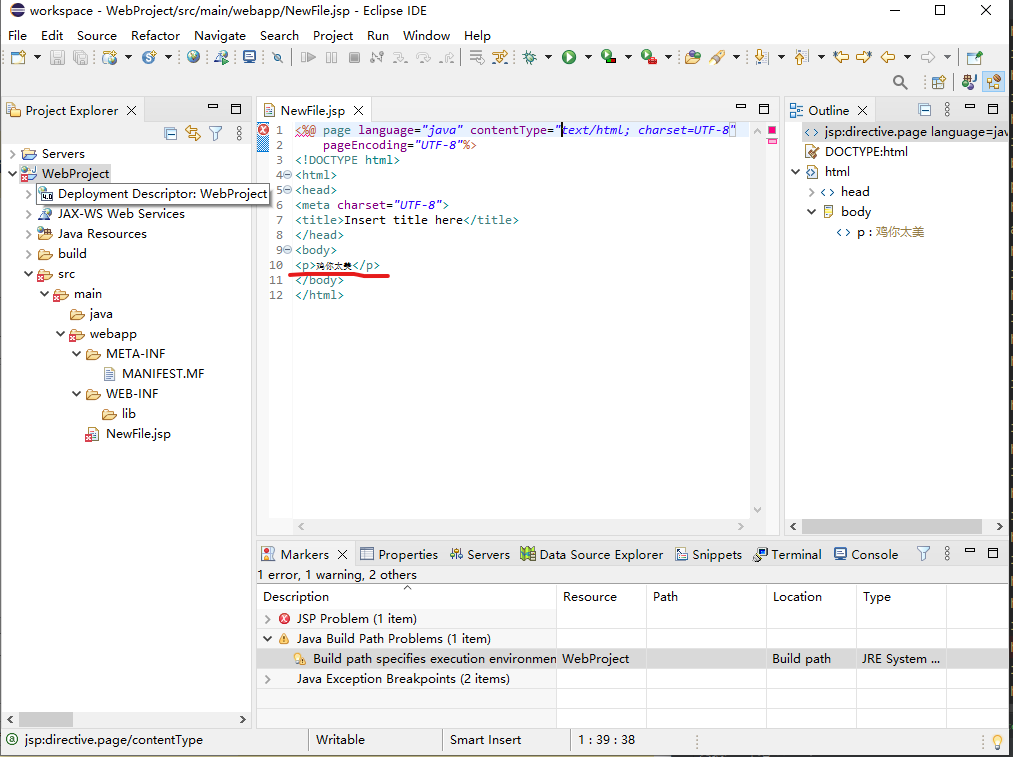 workspace - WebProject/src/main/webapp/NewFile.jsp - Eclipse IDE
File Edit Source Refactor Navigate Search Project Run Window Help
Project Explorer
Servers
WebProject
Deployment Descriptor: WebProject
JAX-WS Web Services
Java Resources
build
src
main
java
webapp
META-INF
MANIFEST.MF
WEB-INF
lib
NewFile.jsp
NewFile.jsp
1 <%@ page language="java" contentType="text/html; charset=UTF-8"
2 pageEncoding="UTF-8"%>
3 <!DOCTYPE html>
4 <html>
5 <head>
6 <meta charset="UTF-8">
7 <title>Insert title here</title>
8 </head>
9 <body>
10 <p>鸡你太美</p>
11 </body>
12 </html>
Outline
jsp:directive.page language=jav
DOCTYPE:html
html
head
body
p : 鸡你太美
Markers Properties Servers Data Source Explorer Snippets Terminal Console
1 error, 1 warning, 2 others
Description Resource Path Location Type
JSP Problem (1 item)
Java Build Path Problems (1 item)
Build path specifies execution environmen WebProject Build path JRE System ...
Java Exception Breakpoints (2 items)
jsp:directive.page/contentType Writable Smart Insert 1 : 39 : 38